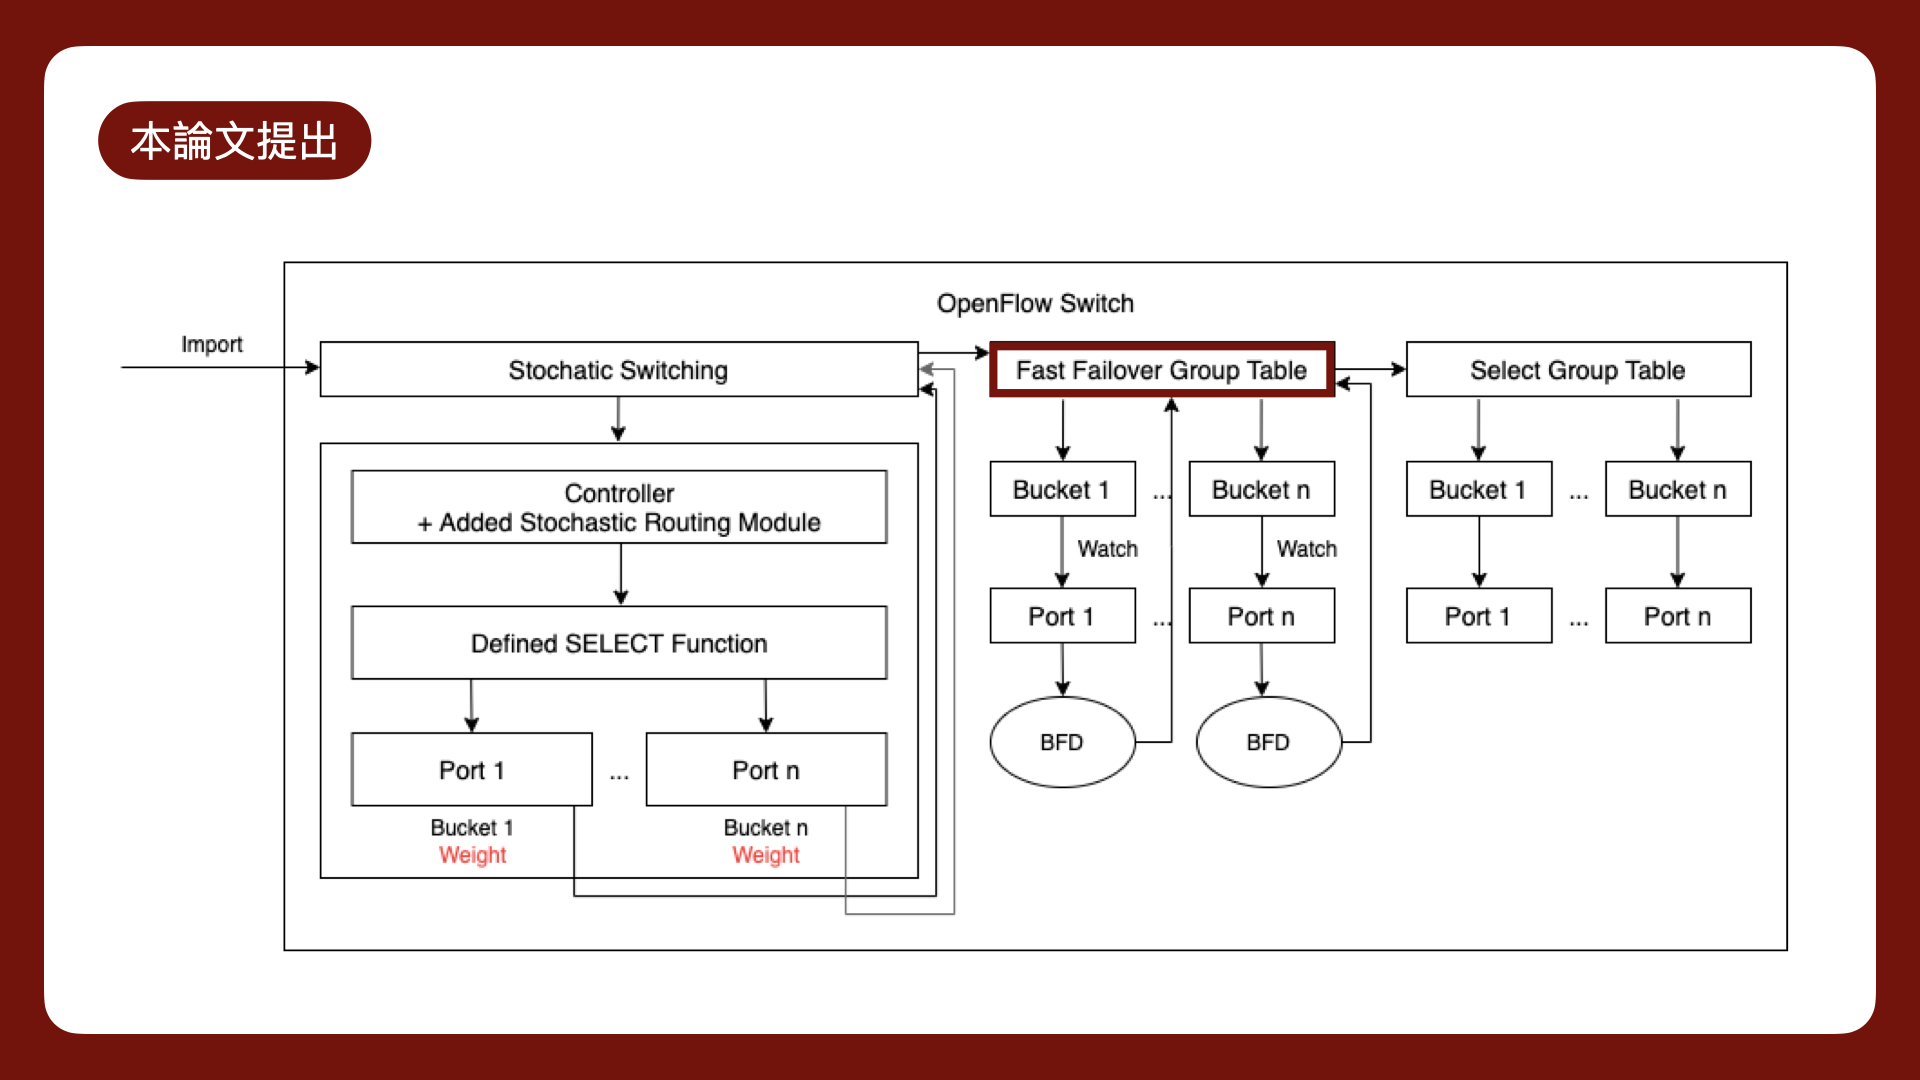 本論文提出
OpenFlow Switch
Import
Stochatic Switching
Fast Failover Group Table
Select Group Table
Controller
+ Added Stochastic Routing Module
Defined SELECT Function
Port 1
...
Port n
Bucket 1
Weight
Bucket n
Weight
Bucket 1
...
Bucket n
Watch
Watch
Port 1
...
Port n
BFD
BFD
Bucket 1
...
Bucket n
Port 1
...
Port n